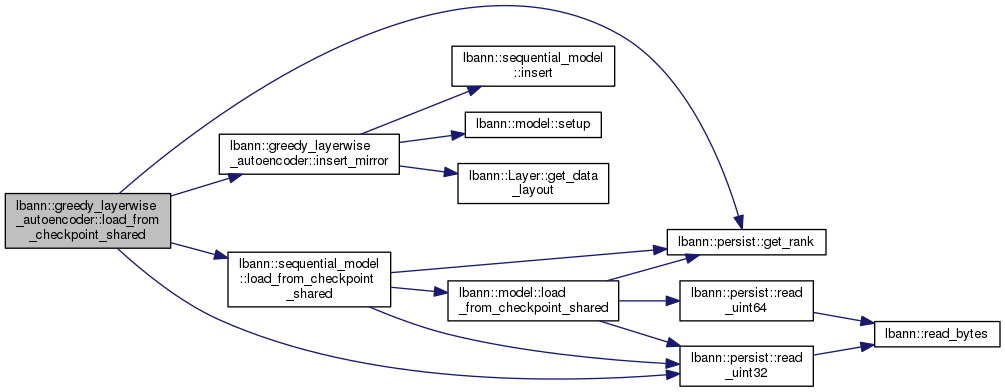 lbann::greedy_layerwise
_autoencoder::load_from
_checkpoint_shared
lbann::greedy_layerwise
_autoencoder::insert_mirror
lbann::sequential_model
::insert
lbann::model::setup
lbann::Layer::get_data
_layout
lbann::sequential_model
::load_from_checkpoint
_shared
lbann::model::load
_from_checkpoint_shared
lbann::persist::get_rank
lbann::persist::read
_uint64
lbann::persist::read
_uint32
lbann::read_bytes